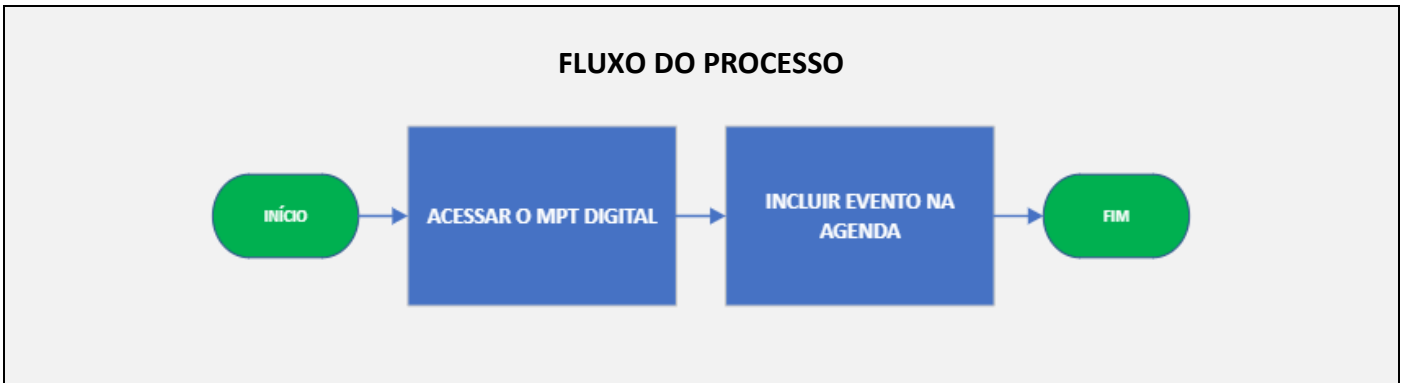 FLUXO DO PROCESSO
INÍCIO
ACESSAR O MPT DIGITAL
INCLUIR EVENTO NA
AGENDA
FIM